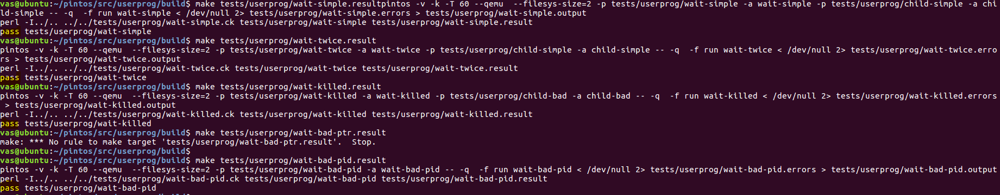 vas@ubuntu:~/pintos/src/userprog/build$ make tests/userprog/wait-simple.resultpintos -v -k -T 60 --qemu  --filesys-size=2 -p tests/userprog/wait-simple -a wait-simple -p tests/userprog/child-simple -a chi
ld-simple -- -q  -f run wait-simple < /dev/null 2> tests/userprog/wait-simple.errors > tests/userprog/wait-simple.output
perl -I../.. ../../tests/userprog/wait-simple.ck tests/userprog/wait-simple tests/userprog/wait-simple.result
pass tests/userprog/wait-simple
vas@ubuntu:~/pintos/src/userprog/build$ make tests/userprog/wait-twice.result
pintos -v -k -T 60 --qemu  --filesys-size=2 -p tests/userprog/wait-twice -a wait-twice -p tests/userprog/child-simple -a child-simple -- -q  -f run wait-twice < /dev/null 2> tests/userprog/wait-twice.erro
rs > tests/userprog/wait-twice.output
perl -I../.. ../../tests/userprog/wait-twice.ck tests/userprog/wait-twice tests/userprog/wait-twice.result
pass tests/userprog/wait-twice
vas@ubuntu:~/pintos/src/userprog/build$ make tests/userprog/wait-killed.result
pintos -v -k -T 60 --qemu  --filesys-size=2 -p tests/userprog/wait-killed -a wait-killed -p tests/userprog/child-bad -a child-bad -- -q  -f run wait-killed < /dev/null 2> tests/userprog/wait-killed.errors
 > tests/userprog/wait-killed.output
perl -I../.. ../../tests/userprog/wait-killed.ck tests/userprog/wait-killed tests/userprog/wait-killed.result
pass tests/userprog/wait-killed
vas@ubuntu:~/pintos/src/userprog/build$ make tests/userprog/wait-bad-ptr.result
make: *** No rule to make target 'tests/userprog/wait-bad-ptr.result'.  Stop.
vas@ubuntu:~/pintos/src/userprog/build$
vas@ubuntu:~/pintos/src/userprog/build$ make tests/userprog/wait-bad-pid.result
pintos -v -k -T 60 --qemu  --filesys-size=2 -p tests/userprog/wait-bad-pid -a wait-bad-pid -- -q  -f run wait-bad-pid < /dev/null 2> tests/userprog/wait-bad-pid.errors > tests/userprog/wait-bad-pid.output
perl -I../.. ../../tests/userprog/wait-bad-pid.ck tests/userprog/wait-bad-pid tests/userprog/wait-bad-pid.result
pass tests/userprog/wait-bad-pid